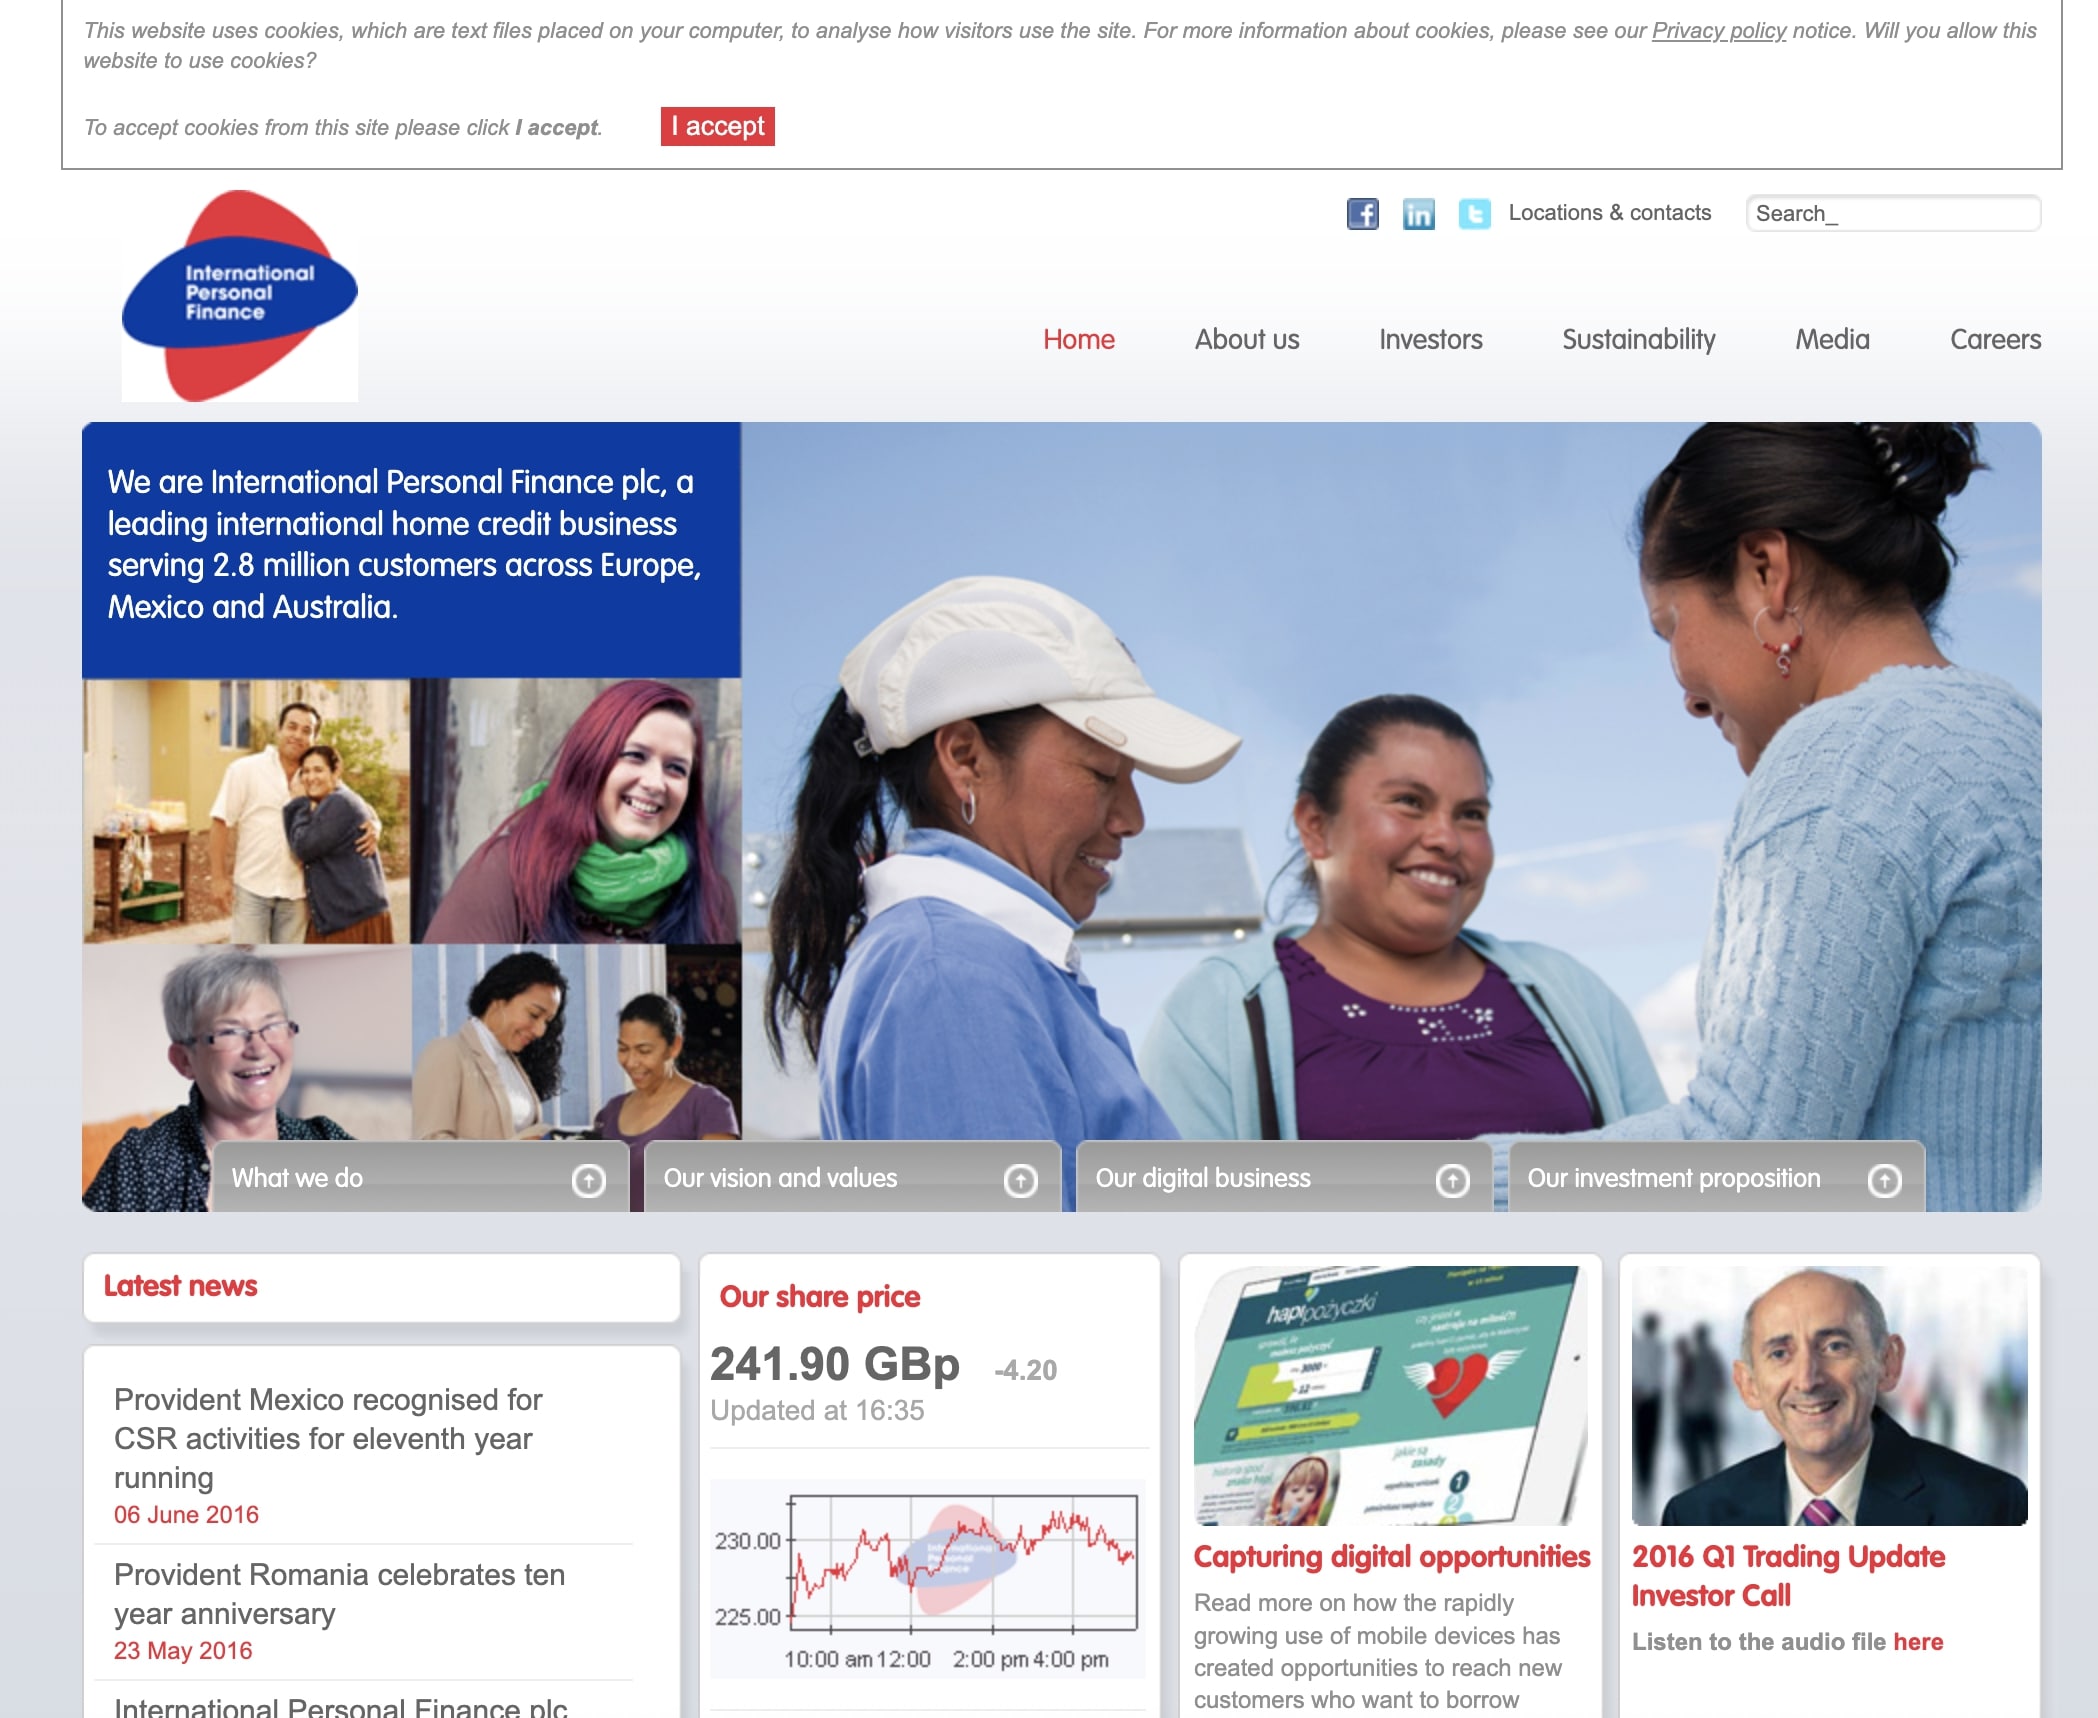 This website uses cookies, which are text files placed on your computer, to analyse how visitors use the site. For more information about cookies, please see our Privacy policy notice. Will you allow this
website to use cookies?
To accept cookies from this site please click I accept.
I accept
Locations & contacts
Search_
International
Personal
Finance
Home
About us
Investors
Sustainability
Media
Careers
We are International Personal Finance plc, a
leading international home credit business
serving 2.8 million customers across Europe,
Mexico and Australia.
What we do
Our vision and values
Our digital business
Our investment proposition
Latest news
Provident Mexico recognised for
CSR activities for eleventh year
running
06 June 2016
Provident Romania celebrates ten
year anniversary
23 May 2016
International Personal Finance plc
Our share price
241.90 GBp -4.20
Updated at 16:35
230.00
225.00
10:00 am 12:00 2:00 pm 4:00 pm
International
Personal
Finance
hapipożyczki
jakie są
zasady
1
2
Capturing digital opportunities
Read more on how the rapidly
growing use of mobile devices has
created opportunities to reach new
customers who want to borrow
2016 Q1 Trading Update
Investor Call
Listen to the audio file here